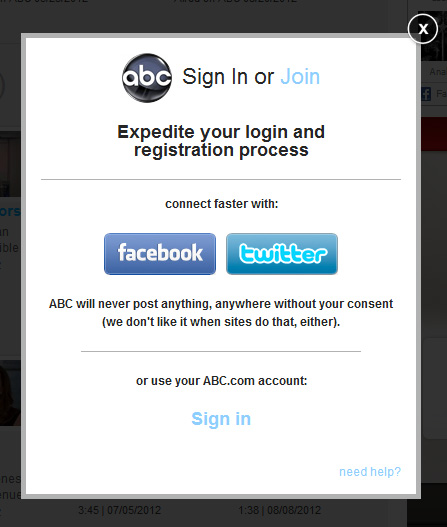 x
abc Sign In or Join
Expedite your login and
registration process
connect faster with:
facebook twitter
ABC will never post anything, anywhere without your consent
(we don't like it when sites do that, either).
or use your ABC.com account:
Sign in
need help?
3:45 | 07/05/2012 1:38 | 08/08/2012